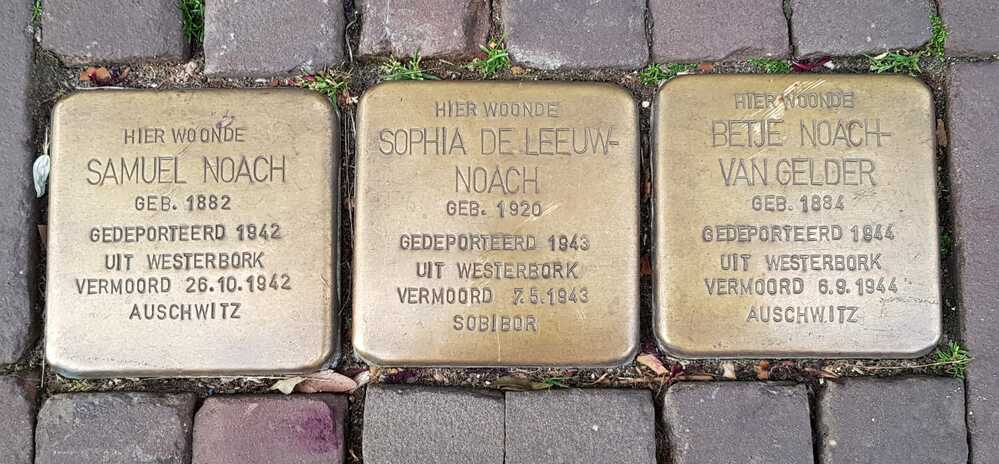 HIER WOONDE
SAMUEL NOACH
GEB. 1882
GEDEPORTEERD 1942
UIT WESTERBORK
VERMOORD 26.10.1942
AUSCHWITZ
HIER WOONDE
SOPHIA DE LEEUW-
NOACH
GEB. 1920
GEDEPORTEERD 1943
UIT WESTERBORK
VERMOORD 7.5.1943
SOBIBOR
HIER WOONDE
BETJE NOACH-
VAN GELDER
GEB. 1884
GEDEPORTEERD 1944
UIT WESTERBORK
VERMOORD 6.9.1944
AUSCHWITZ